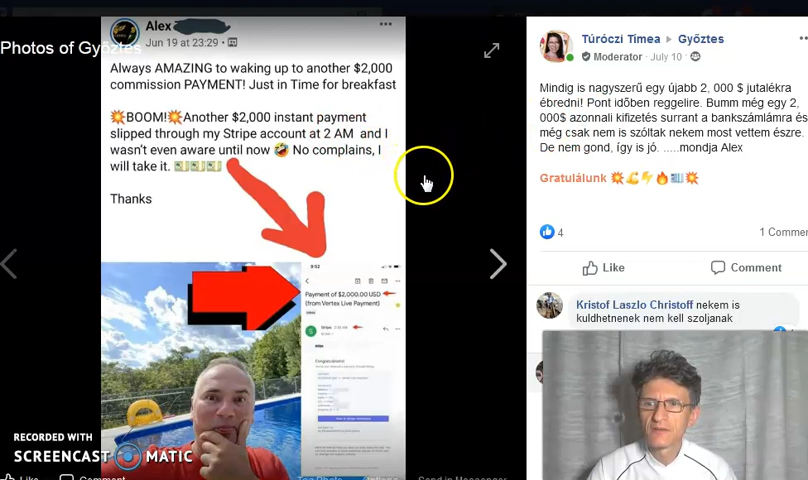 Photos of Győztes
Alex
Jun 19 at 23:29
Always AMAZING to waking up to another $2,000
commission PAYMENT! Just in Time for breakfast
💥BOOM!💥Another $2,000 instant payment
slipped through my Stripe account at 2 AM and I
wasn't even aware until now 🤣 No complains, I
will take it. 💵💵💵
Thanks
Payment of $2,000.00 USD
(from Vertex Live Payment)
Stripe
Congratulations!
RECORDED WITH
SCREENCAST MATIC
Like
Comment
Send in Messenger
Túróczi Tímea ▸ Győztes
Moderator · July 10
Mindig is nagyszerű egy újabb 2, 000 $ jutalékra
ébredni! Pont időben reggelire. Bumm még egy 2,
000$ azonnali kifizetés surrant a bankszámlámra és
még csak nem is szóltak nekem most vettem észre.
De nem gond, így is jó. .....mondja Alex
Gratulálunk 💥💪⚡🔥💵💥
4
1 Commen
Like
Comment
Kristof Laszlo Christoff nekem is
kuldhetnenek nem kell szoljanak